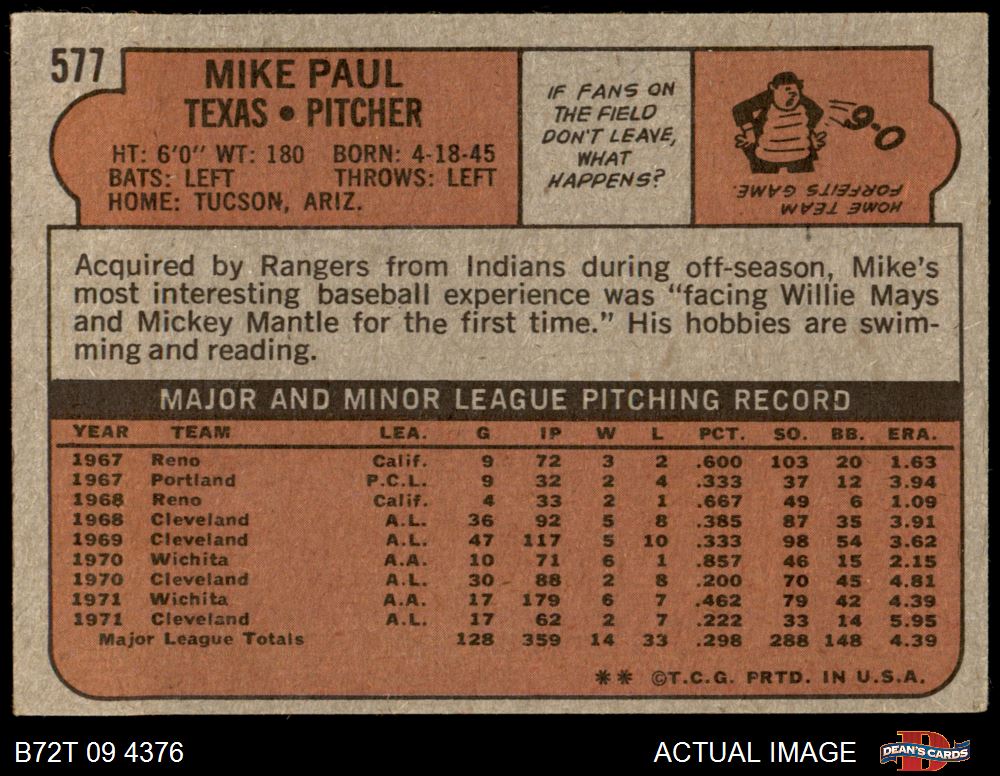 577
MIKE PAUL
TEXAS • PITCHER
HT: 6'0" WT: 180 BORN: 4-18-45
BATS: LEFT THROWS: LEFT
HOME: TUCSON, ARIZ.
IF FANS ON
THE FIELD
DON'T LEAVE,
WHAT
HAPPENS?
9-0
HOME TEAM
FORFEITS GAME.
Acquired by Rangers from Indians during off-season, Mike's
most interesting baseball experience was "facing Willie Mays
and Mickey Mantle for the first time." His hobbies are swim-
ming and reading.
MAJOR AND MINOR LEAGUE PITCHING RECORD
YEAR TEAM LEA. G IP W L PCT. SO. BB. ERA.
1967 Reno Calif. 9 72 3 2 .600 103 20 1.63
1967 Portland P.C.L. 9 32 2 4 .333 37 12 3.94
1968 Reno Calif. 4 33 2 1 .667 49 6 1.09
1968 Cleveland A.L. 36 92 5 8 .385 87 35 3.91
1969 Cleveland A.L. 47 117 5 10 .333 98 54 3.62
1970 Wichita A.A. 10 71 6 1 .857 46 15 2.15
1970 Cleveland A.L. 30 88 2 8 .200 70 45 4.81
1971 Wichita A.A. 17 179 6 7 .462 79 42 4.39
1971 Cleveland A.L. 17 62 2 7 .222 33 14 5.95
Major League Totals 128 359 14 33 .298 288 148 4.39
** ©T.C.G. PRTD. IN U.S.A.
B72T 09 4376
ACTUAL IMAGE
D
DEAN'S CARDS